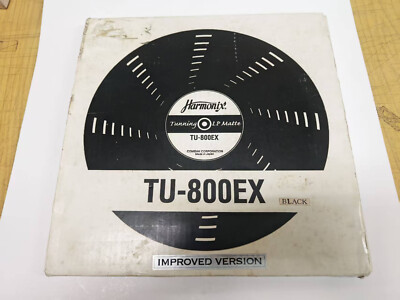 Harmonix
Tunning LP Matte
TU-800EX
COMBAK CORPORATION
MADE IN JAPAN
TU-800EX
BLACK
IMPROVED VERSION